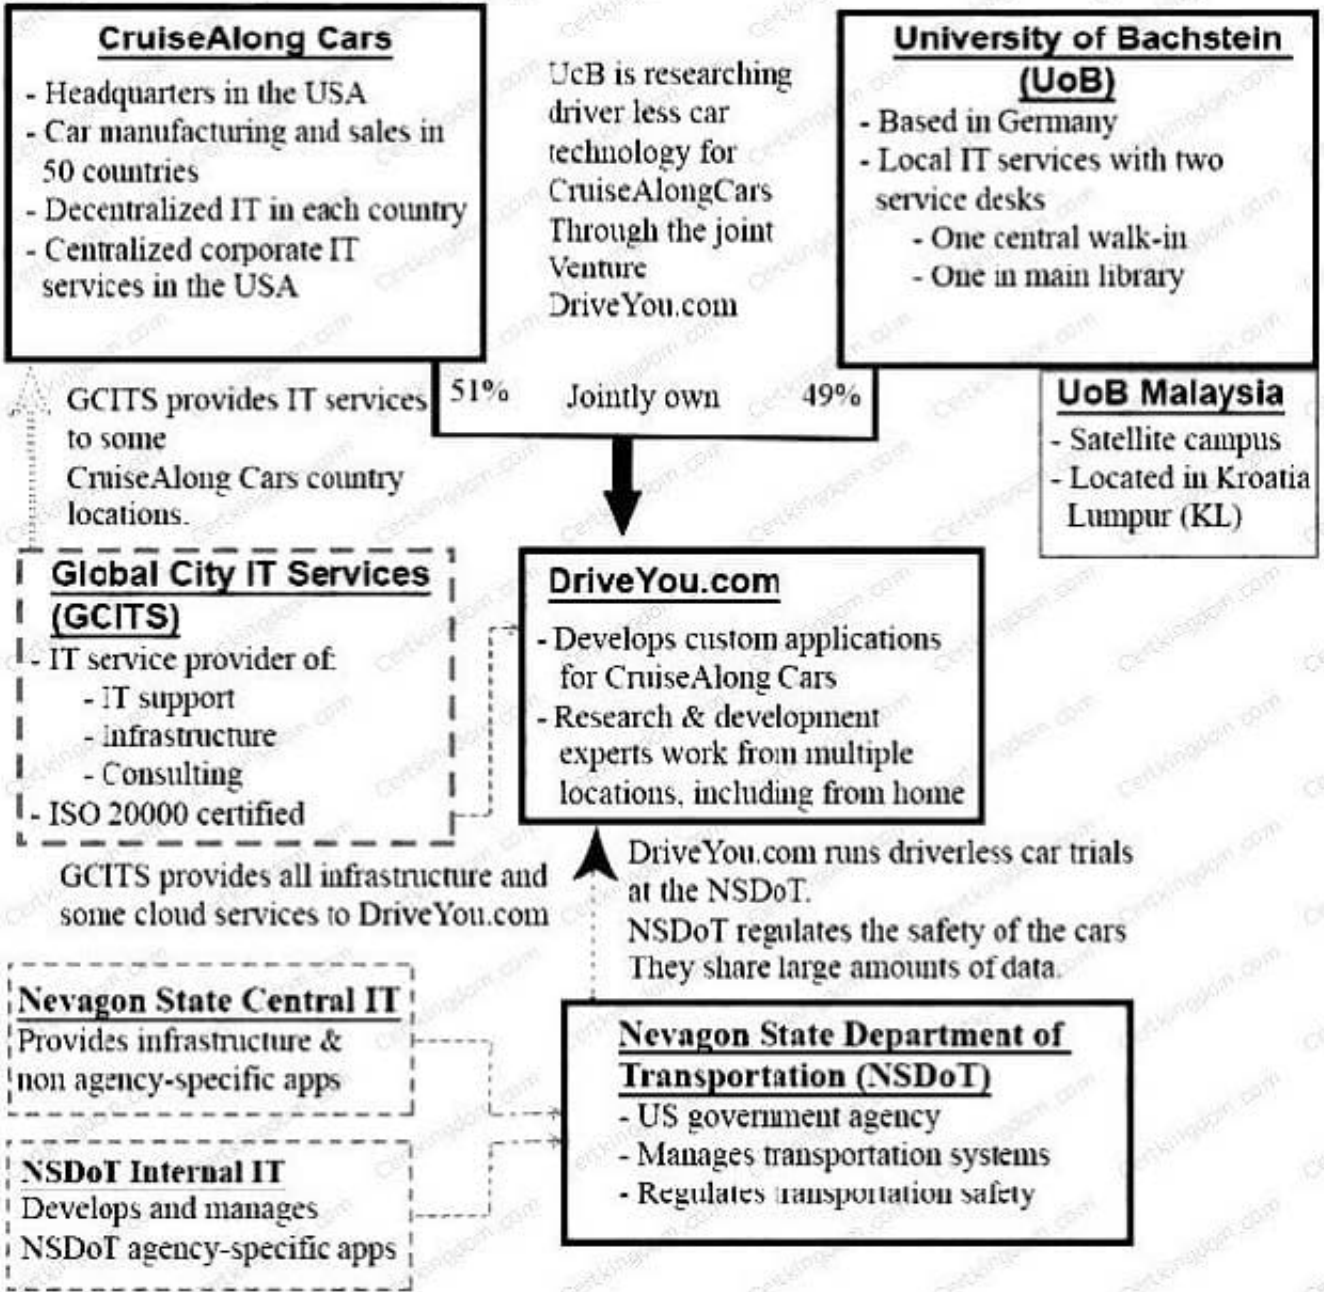 CruiseAlong Cars
- Headquarters in the USA
- Car manufacturing and sales in
50 countries
- Decentralized IT in each country
- Centralized corporate IT
services in the USA
UcB is researching
driver less car
technology for
CruiseAlongCars
Through the joint
Venture
DriveYou.com
University of Bachstein
(UoB)
- Based in Germany
- Local IT services with two
service desks
- One central walk-in
- One in main library
51% Jointly own 49%
UoB Malaysia
- Satellite campus
- Located in Kroatia
Lumpur (KL)
GCITS provides IT services
to some
CruiseAlong Cars country
locations.
Global City IT Services
(GCITS)
- IT service provider of:
- IT support
- Infrastructure
- Consulting
- ISO 20000 certified
DriveYou.com
- Develops custom applications
for CruiseAlong Cars
- Research & development
experts work from multiple
locations, including from home
GCITS provides all infrastructure and
some cloud services to DriveYou.com
DriveYou.com runs driverless car trials
at the NSDoT.
NSDoT regulates the safety of the cars
They share large amounts of data.
Nevagon State Central IT
Provides infrastructure &
non agency-specific apps
NSDoT Internal IT
Develops and manages
NSDoT agency-specific apps
Nevagon State Department of
Transportation (NSDoT)
- US government agency
- Manages transportation systems
- Regulates transportation safety
Certkingdom.com